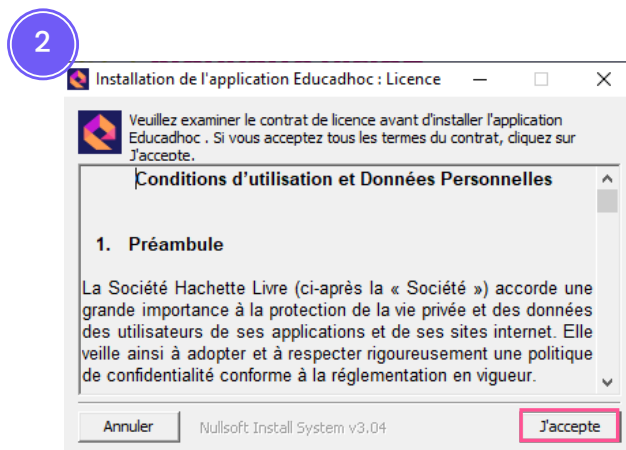 2
Installation de l'application Educadhoc : Licence
Veuillez examiner le contrat de licence avant d'installer l'application
Educadhoc . Si vous acceptez tous les termes du contrat, cliquez sur
J'accepte.
Conditions d’utilisation et Données Personnelles
1. Préambule
La Société Hachette Livre (ci-après la « Société ») accorde une
grande importance à la protection de la vie privée et des données
des utilisateurs de ses applications et de ses sites internet. Elle
veille ainsi à adopter et à respecter rigoureusement une politique
de confidentialité conforme à la réglementation en vigueur.
Annuler Nullsoft Install System v3.04 J'accepte